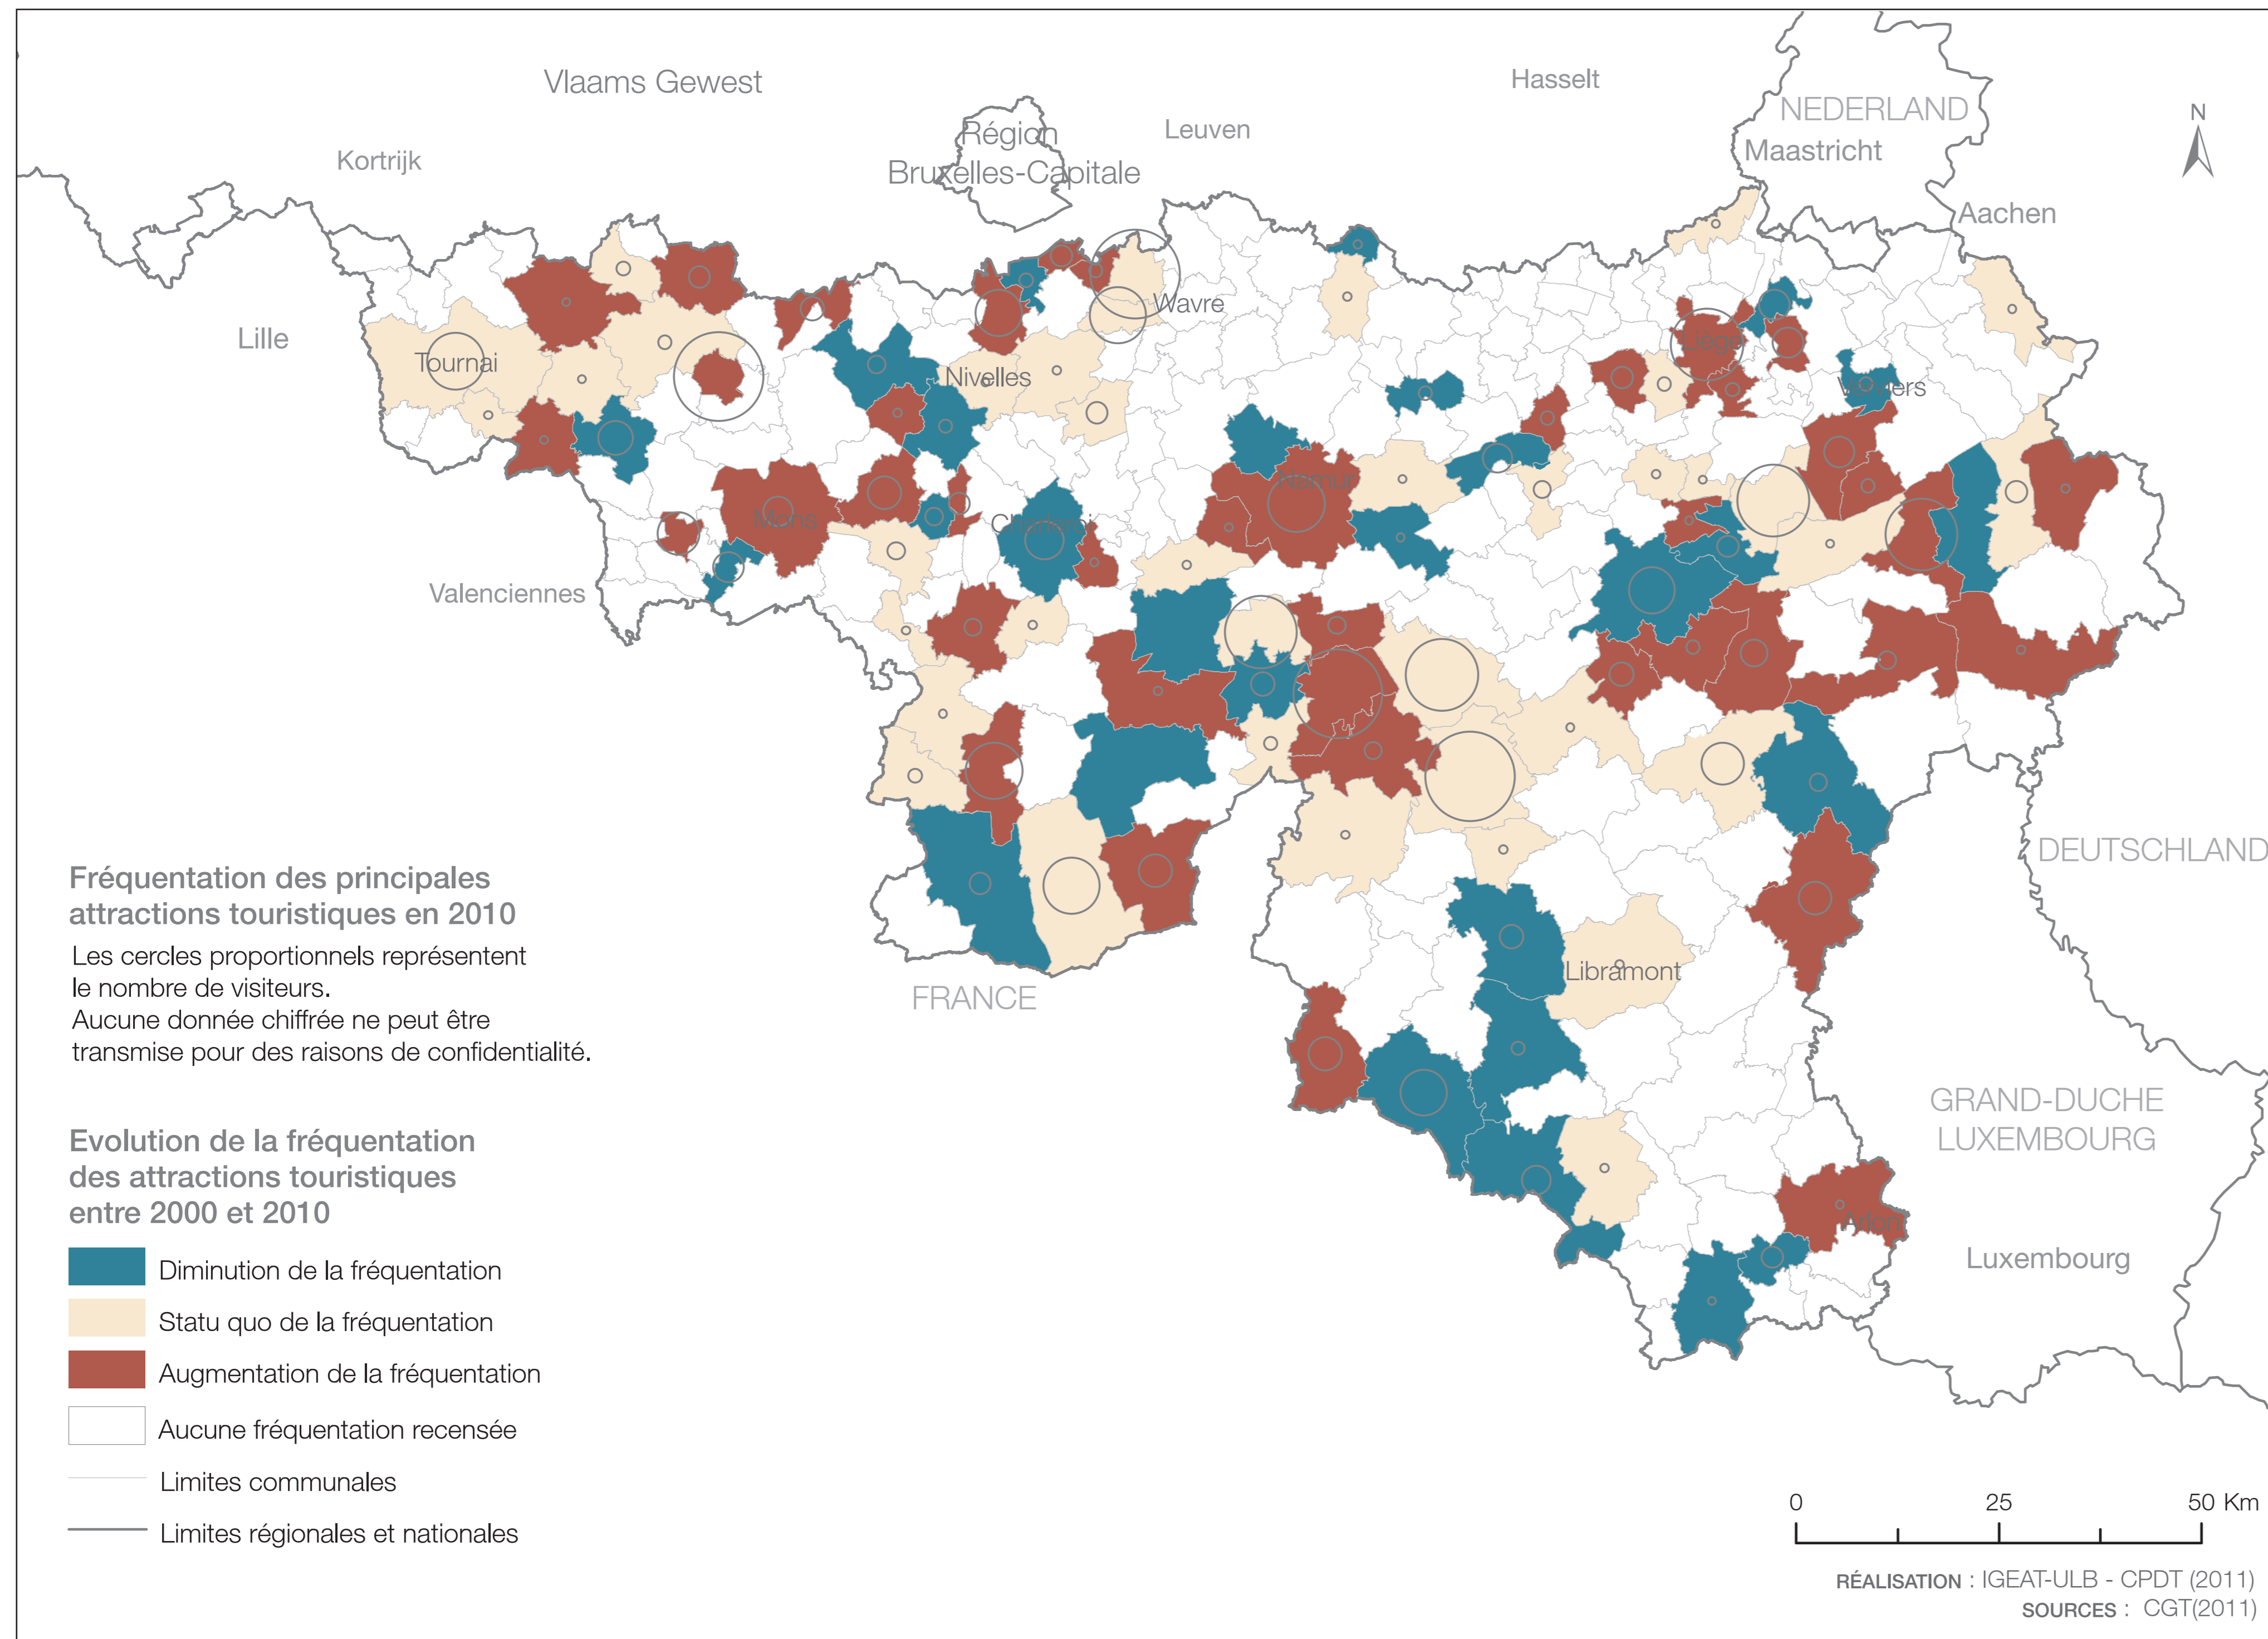 Vlaams Gewest
Hasselt
NEDERLAND
Région
Bruxelles-Capitale
Leuven
Kortrijk
Maastricht
N
Aachen
Wavre
Lille
Tournai
Liège
Nivelles
Verviers
Namur
Mons
Charleroi
Valenciennes
DEUTSCHLAND
Libramont
FRANCE
GRAND-DUCHE
LUXEMBOURG
Arlon
Luxembourg
Fréquentation des principales
attractions touristiques en 2010
Les cercles proportionnels représentent
le nombre de visiteurs.
Aucune donnée chiffrée ne peut être
transmise pour des raisons de confidentialité.
Evolution de la fréquentation
des attractions touristiques
entre 2000 et 2010
Diminution de la fréquentation
Statu quo de la fréquentation
Augmentation de la fréquentation
Aucune fréquentation recensée
Limites communales
Limites régionales et nationales
0 25 50 Km
RÉALISATION : IGEAT-ULB - CPDT (2011)
SOURCES : CGT(2011)